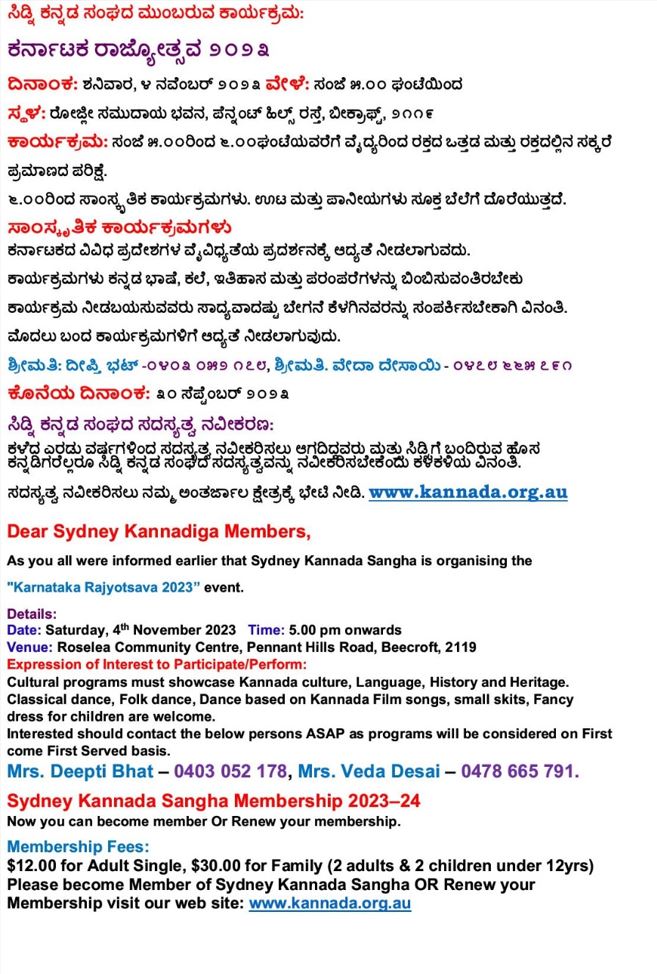 ಸಿಡ್ನಿ ಕನ್ನಡ ಸಂಘದ ಮುಂಬರುವ ಕಾರ್ಯಕ್ರಮ:
ಕರ್ನಾಟಕ ರಾಜ್ಯೋತ್ಸವ ೨೦೨೩
ದಿನಾಂಕ: ಶನಿವಾರ, ೪ ನವೆಂಬರ್ ೨೦೨೩ ವೇಳೆ: ಸಂಜೆ ೫.೦೦ ಘಂಟೆಯಿಂದ
ಸ್ಥಳ: ರೋಜ್ಲೀ ಸಮುದಾಯ ಭವನ, ಪೆನ್ನಂಟ್ ಹಿಲ್ಸ್ ರಸ್ತೆ, ಬೀಕ್ರಾಫ್ಟ್, ೨೧೧೯
ಕಾರ್ಯಕ್ರಮ: ಸಂಜೆ ೫.೦೦ರಿಂದ ೬.೦೦ಘಂಟೆಯವರೆಗೆ ವೈದ್ಯರಿಂದ ರಕ್ತದ ಒತ್ತಡ ಮತ್ತು ರಕ್ತದಲ್ಲಿನ ಸಕ್ಕರೆ
ಪ್ರಮಾಣದ ಪರಿಕ್ಷೆ.
೬.೦೦ರಿಂದ ಸಾಂಸ್ಕೃತಿಕ ಕಾರ್ಯಕ್ರಮಗಳು. ಊಟ ಮತ್ತು ಪಾನೀಯಗಳು ಸೂಕ್ತ ಬೆಲೆಗೆ ದೊರೆಯುತ್ತದೆ.
ಸಾಂಸ್ಕೃತಿಕ ಕಾರ್ಯಕ್ರಮಗಳು
ಕರ್ನಾಟಕದ ವಿವಿಧ ಪ್ರದೇಶಗಳ ವೈವಿಧ್ಯತೆಯ ಪ್ರದರ್ಶನಕ್ಕೆ ಆದ್ಯತೆ ನೀಡಲಾಗುವದು.
ಕಾರ್ಯಕ್ರಮಗಳು ಕನ್ನಡ ಭಾಷೆ, ಕಲೆ, ಇತಿಹಾಸ ಮತ್ತು ಪರಂಪರೆಗಳನ್ನು ಬಿಂಬಿಸುವಂತಿರಬೇಕು
ಕಾರ್ಯಕ್ರಮ ನೀಡಬಯಸುವವರು ಸಾದ್ಯವಾದಷ್ಟು ಬೇಗನೆ ಕೆಳಗಿನವರನ್ನು ಸಂಪರ್ಕಿಸಬೇಕಾಗಿ ವಿನಂತಿ.
ಮೊದಲು ಬಂದ ಕಾರ್ಯಕ್ರಮಗಳಿಗೆ ಆದ್ಯತೆ ನೀಡಲಾಗುವುದು.
ಶ್ರೀಮತಿ: ದೀಪ್ತಿ ಭಟ್ -೦೪೦೩ ೦೫೨ ೧೭೮, ಶ್ರೀಮತಿ. ವೇದಾ ದೇಸಾಯಿ - ೦೪೭೮ ೬೬೫ ೭೯೧
ಕೊನೆಯ ದಿನಾಂಕ: ೩೦ ಸೆಪ್ಟೆಂಬರ್ ೨೦೨೩
ಸಿಡ್ನಿ ಕನ್ನಡ ಸಂಘದ ಸದಸ್ಯತ್ವ ನವೀಕರಣ:
ಕಳೆದ ಎರಡು ವರ್ಷಗಳಿಂದ ಸದಸ್ಯತ್ವ ನವೀಕರಿಸಲು ಆಗದಿದ್ದವರು ಮತ್ತು ಸಿಡ್ನಿಗೆ ಬಂದಿರುವ ಹೊಸ
ಕನ್ನಡಿಗರೆಲ್ಲರೂ ಸಿಡ್ನಿ ಕನ್ನಡ ಸಂಘದ ಸದಸ್ಯತ್ವವನ್ನು ನವೀಕರಿಸಬೇಕೆಂದು ಕಳಕಳಿಯ ವಿನಂತಿ.
ಸದಸ್ಯತ್ವ ನವೀಕರಿಸಲು ನಮ್ಮ ಅಂತರ್ಜಾಲ ಕ್ಷೇತ್ರಕ್ಕೆ ಭೇಟಿ ನೀಡಿ. www.kannada.org.au
Dear Sydney Kannadiga Members,
As you all were informed earlier that Sydney Kannada Sangha is organising the
"Karnataka Rajyotsava 2023” event.
Details:
Date: Saturday, 4th November 2023 Time: 5.00 pm onwards
Venue: Roselea Community Centre, Pennant Hills Road, Beecroft, 2119
Expression of Interest to Participate/Perform:
Cultural programs must showcase Kannada culture, Language, History and Heritage.
Classical dance, Folk dance, Dance based on Kannada Film songs, small skits, Fancy
dress for children are welcome.
Interested should contact the below persons ASAP as programs will be considered on First
come First Served basis.
Mrs. Deepti Bhat – 0403 052 178, Mrs. Veda Desai – 0478 665 791.
Sydney Kannada Sangha Membership 2023–24
Now you can become member Or Renew your membership.
Membership Fees:
$12.00 for Adult Single, $30.00 for Family (2 adults & 2 children under 12yrs)
Please become Member of Sydney Kannada Sangha OR Renew your
Membership visit our web site: www.kannada.org.au